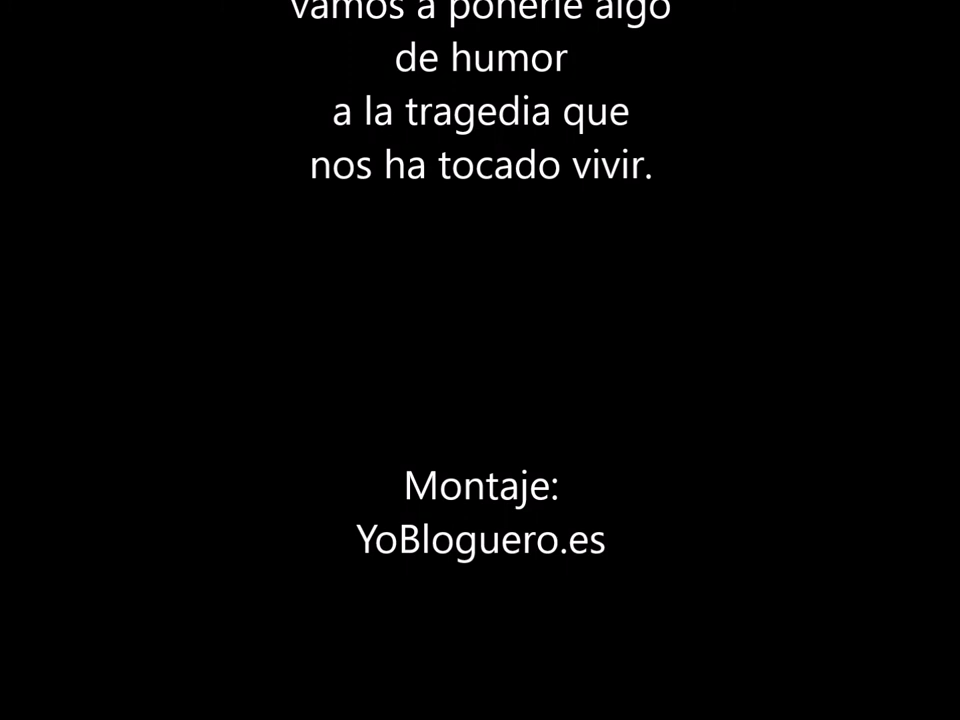 vamos a ponerle algo
de humor
a la tragedia que
nos ha tocado vivir.
Montaje:
YoBloguero.es